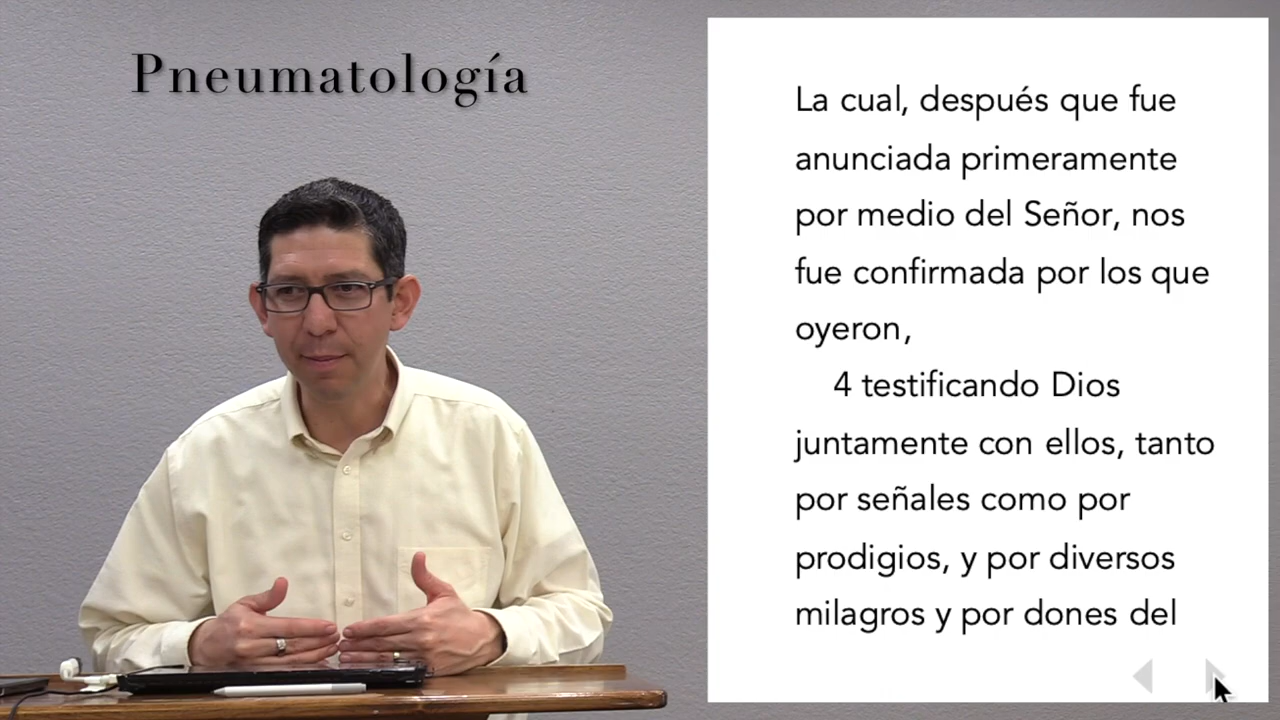 Pneumatología
La cual, después que fue
anunciada primeramente
por medio del Señor, nos
fue confirmada por los que
oyeron,
4 testificando Dios
juntamente con ellos, tanto
por señales como por
prodigios, y por diversos
milagros y por dones del